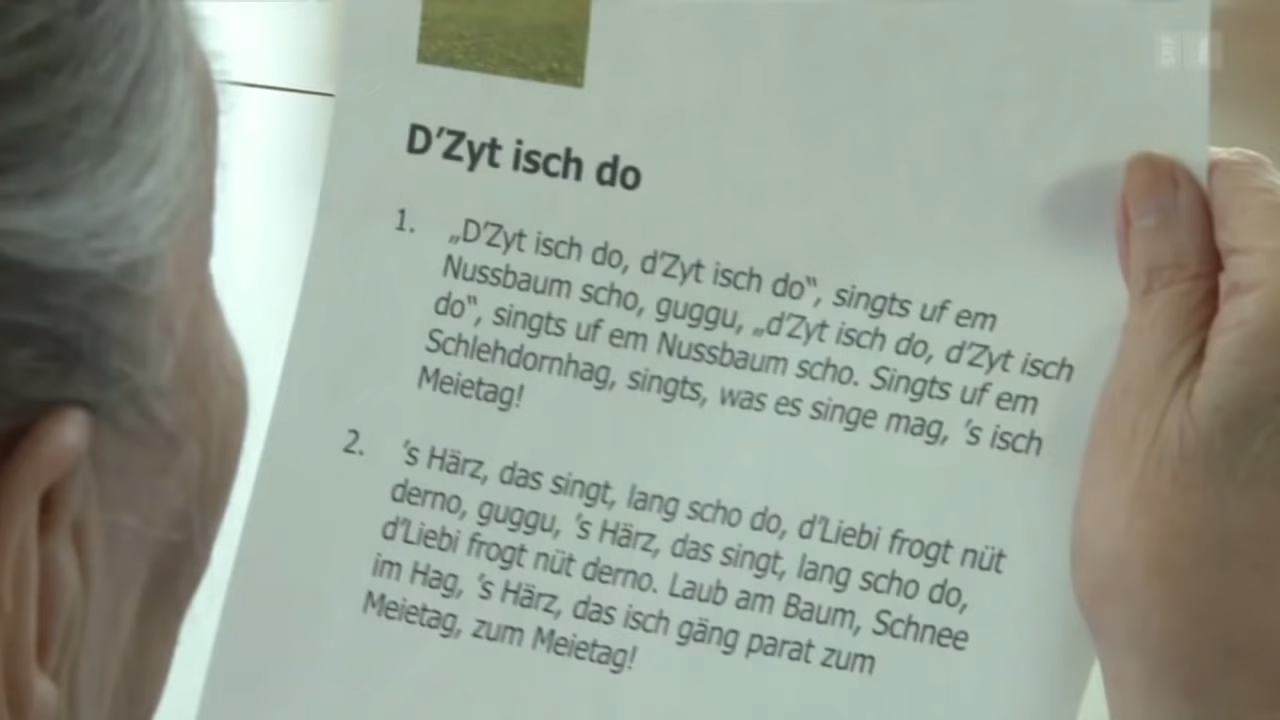 D'Zyt isch do
1. „D'Zyt isch do, d'Zyt isch do“, singts uf em
Nussbaum scho, guggu, „d'Zyt isch do, d'Zyt isch
do“, singts uf em Nussbaum scho. Singts uf em
Schlehdornhag, singts, was es singe mag, 's isch
Meietag!
2. 's Härz, das singt, lang scho do, d'Liebi frogt nüt
derno, guggu, 's Härz, das singt, lang scho do,
d'Liebi frogt nüt derno. Laub am Baum, Schnee
im Hag, 's Härz, das isch gäng parat zum
Meietag, zum Meietag!